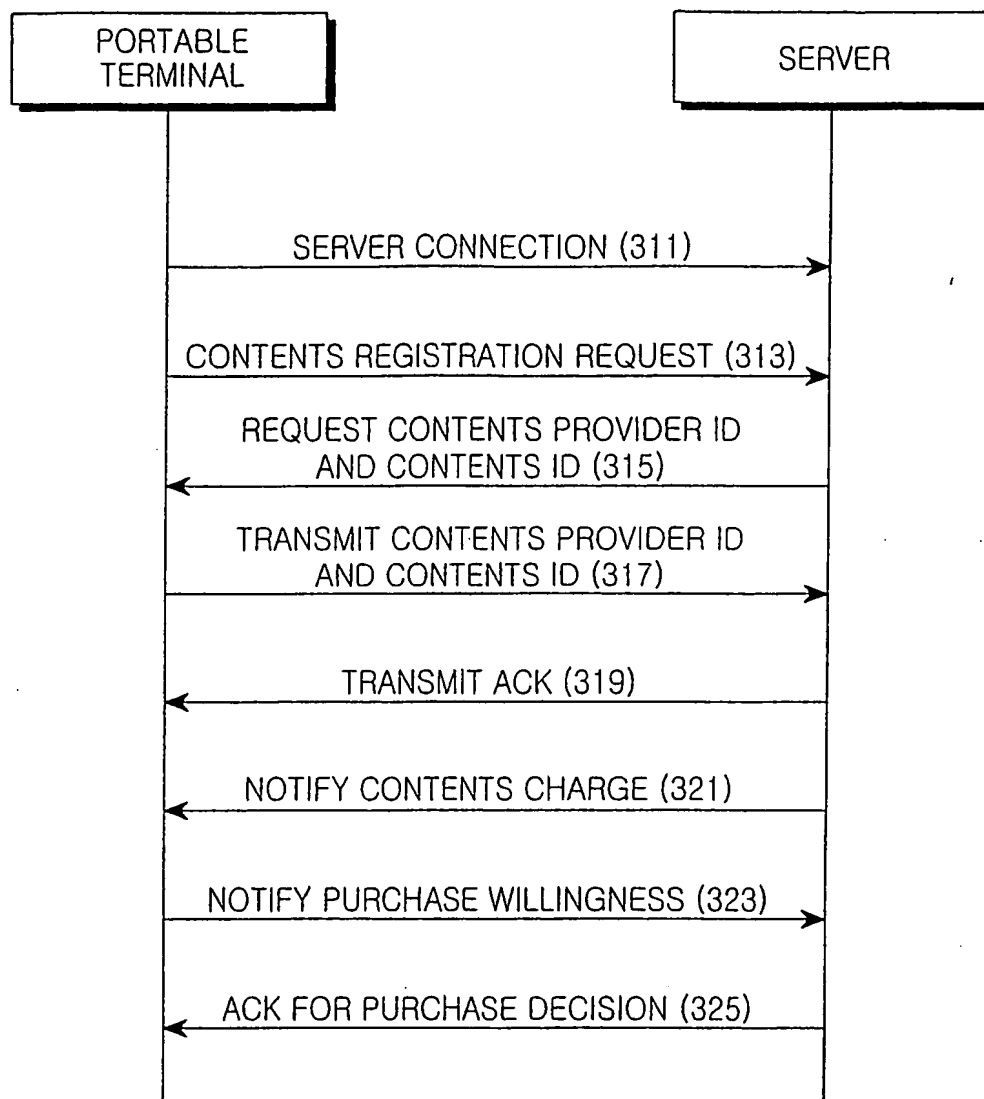 PORTABLE
TERMINAL
SERVER
SERVER CONNECTION (311)
CONTENTS REGISTRATION REQUEST (313)
REQUEST CONTENTS PROVIDER ID
AND CONTENTS ID (315)
TRANSMIT CONTENTS PROVIDER ID
AND CONTENTS ID (317)
TRANSMIT ACK (319)
NOTIFY CONTENTS CHARGE (321)
NOTIFY PURCHASE WILLINGNESS (323)
ACK FOR PURCHASE DECISION (325)